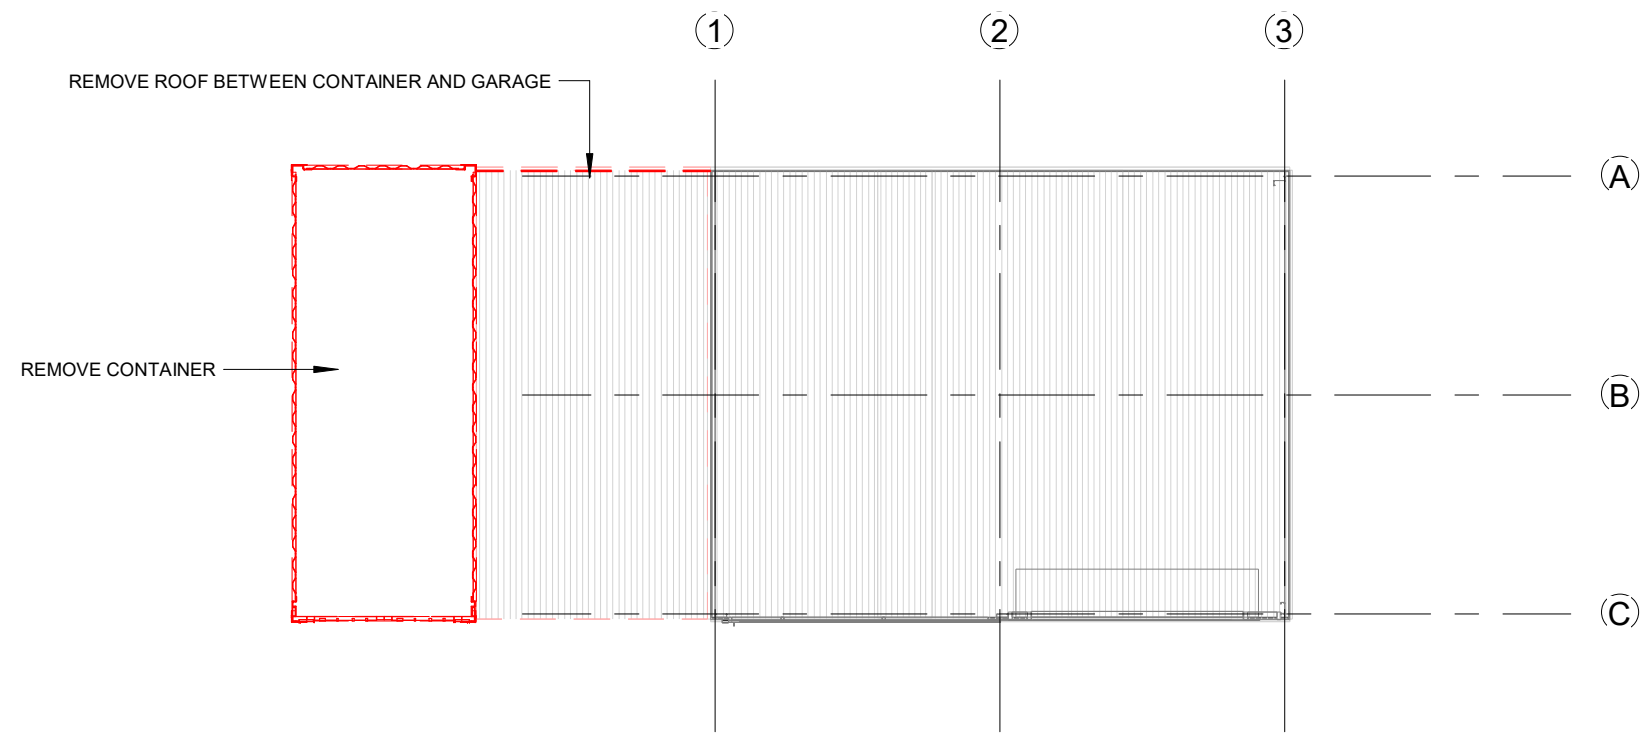 1
2
3
REMOVE ROOF BETWEEN CONTAINER AND GARAGE
A
REMOVE CONTAINER
B
C